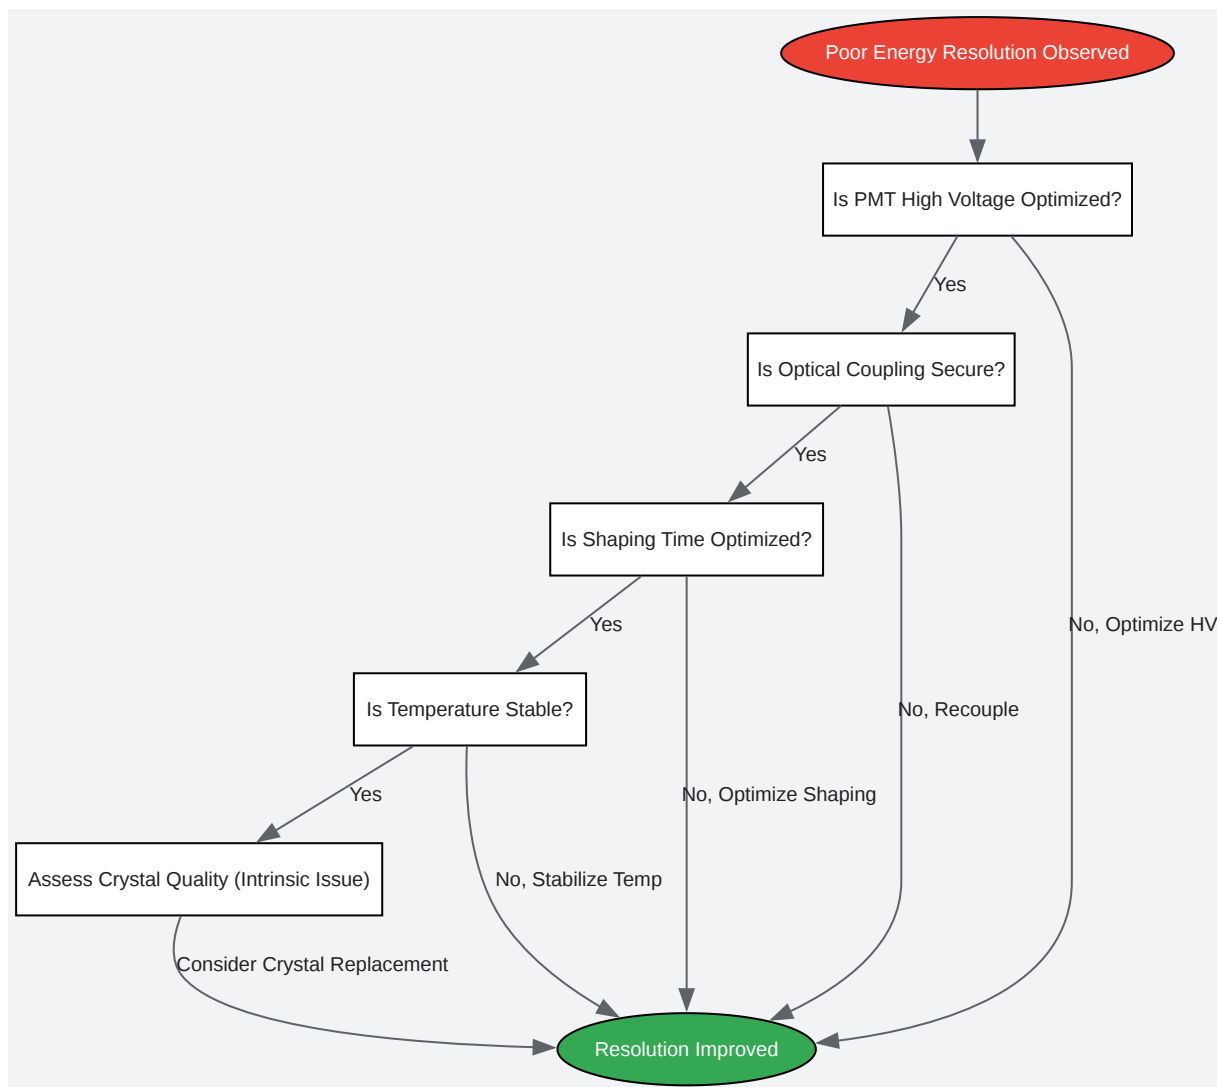 Poor Energy Resolution Observed
Is PMT High Voltage Optimized?
Yes
Is Optical Coupling Secure?
Yes
Is Shaping Time Optimized?
Yes
No, Optimize HV
Is Temperature Stable?
No, Recouple
Yes
No, Optimize Shaping
Assess Crystal Quality (Intrinsic Issue)
No, Stabilize Temp
Consider Crystal Replacement
Resolution Improved